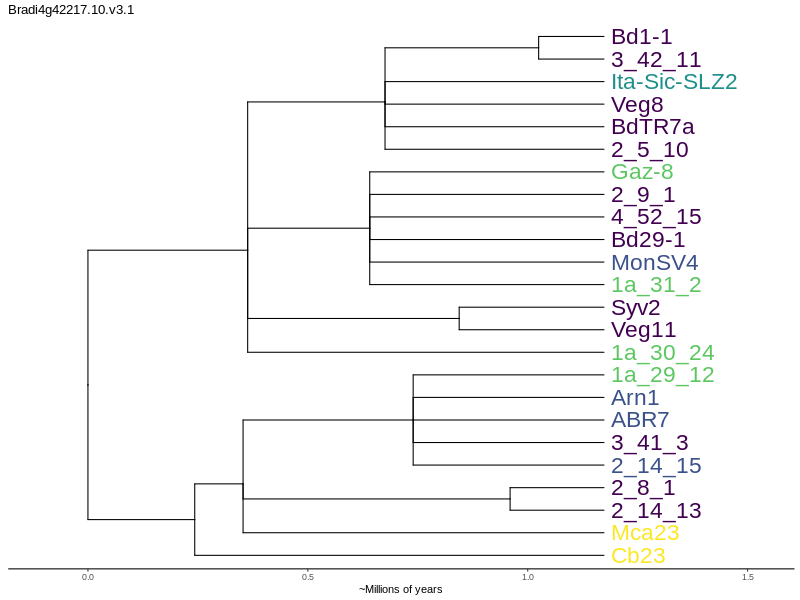 Bradi4g42217.10.v3.1
Bd1-1
3_42_11
Ita-Sic-SLZ2
Veg8
BdTR7a
2_5_10
Gaz-8
2_9_1
4_52_15
Bd29-1
MonSV4
1a_31_2
Syv2
Veg11
1a_30_24
1a_29_12
Arn1
ABR7
3_41_3
2_14_15
2_8_1
2_14_13
Mca23
Cb23
0.0 0.5 1.0 1.5
~Millions of years